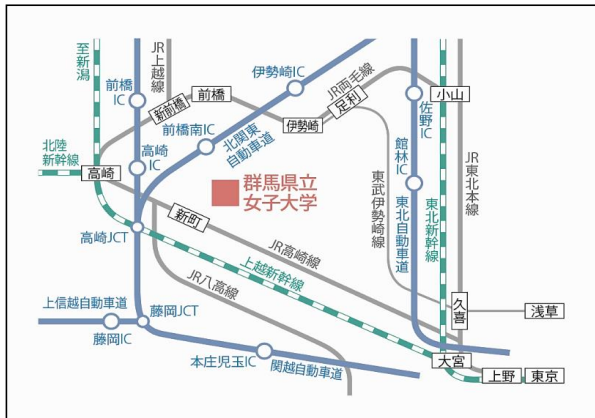 至新潟
JR上越線
前橋
IC
新前橋
前橋
伊勢崎IC
JR両毛線
足利
伊勢崎
小山
佐野IC
前橋南IC
北関東
自動車道
北陸
新幹線
高崎
高崎
IC
館林IC
東武伊勢崎線
東北自動車道
東北新幹線
JR東北本線
群馬県立
女子大学
新町
高崎JCT
JR高崎線
上越新幹線
JR八高線
上信越自動車道
藤岡IC
藤岡JCT
本庄児玉IC
関越自動車道
久喜
浅草
大宮
上野
東京